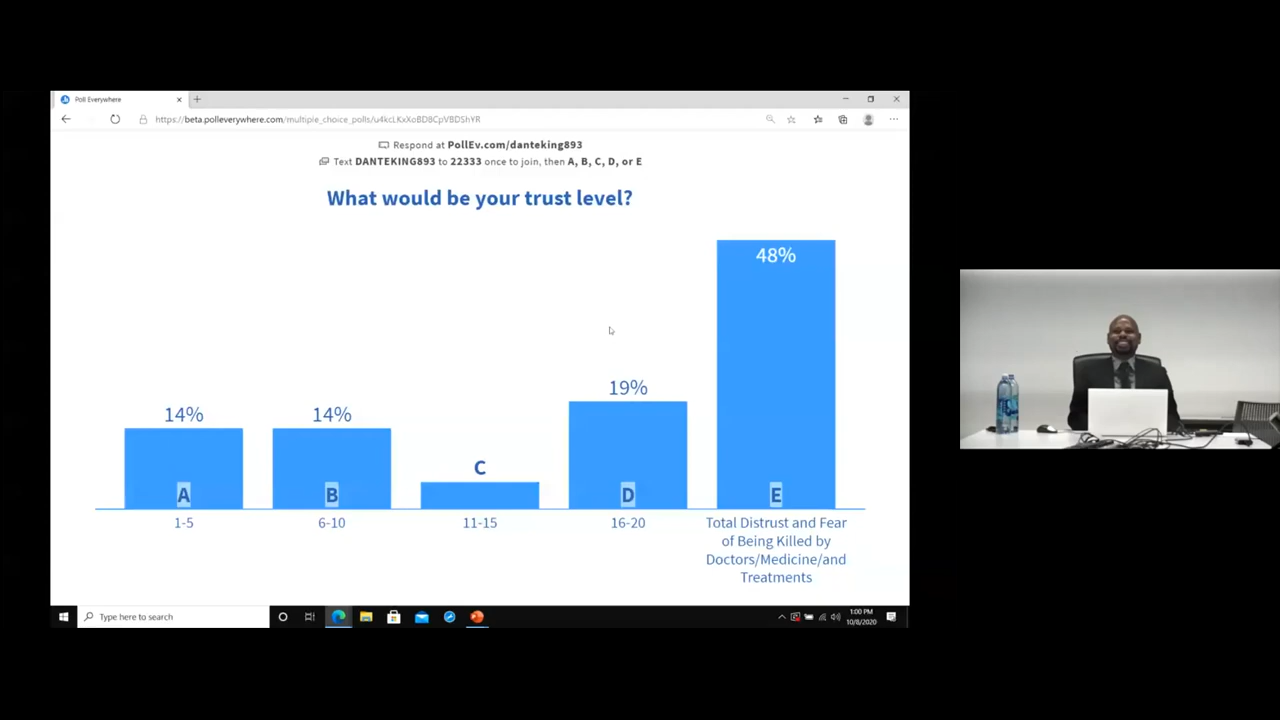 Poll Everywhere
https://beta.polleverywhere.com/multiple_choice_polls/u4kcLKxXoBDBCpVBDShYR
Respond at PollEv.com/danteking893
Text DANTEKING893 to 22333 once to join, then A, B, C, D, or E
What would be your trust level?
48%
19%
14%
14%
C
A
B
D
E
1-5
6-10
11-15
16-20
Total Distrust and Fear
of Being Killed by
Doctors/Medicine/and
Treatments
Type here to search
1:00 PM
10/8/2020